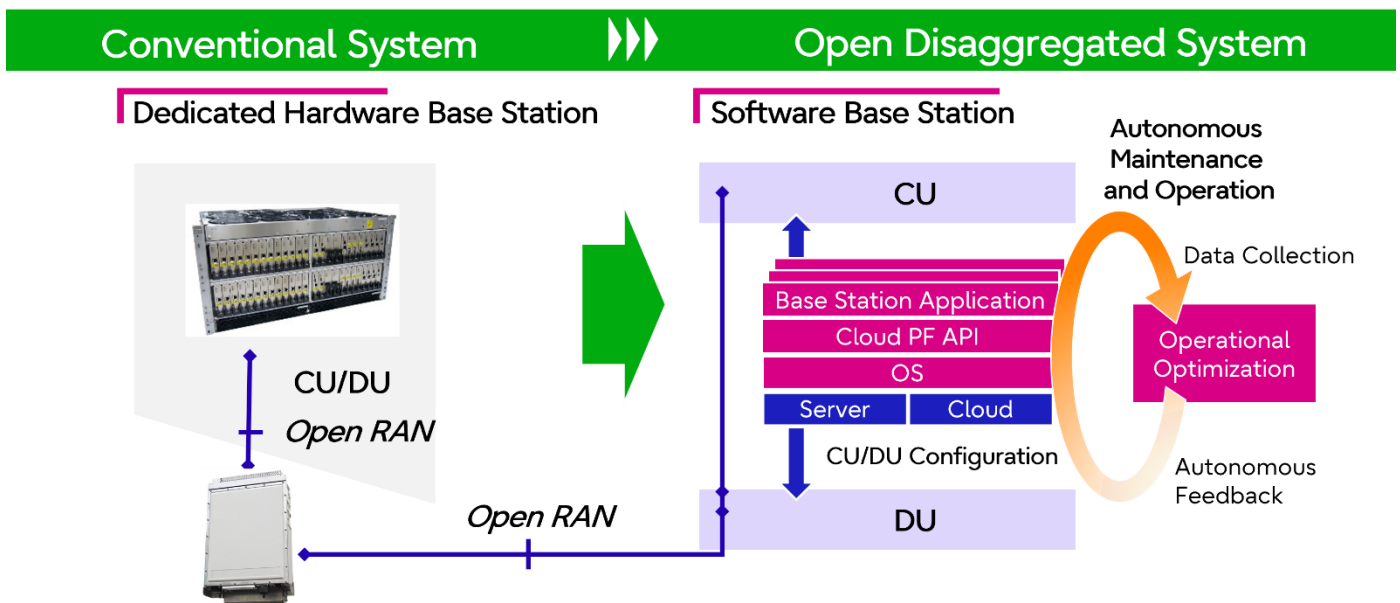 Conventional System
Open Disaggregated System
Dedicated Hardware Base Station
Software Base Station
CU/DU
Open RAN
Open RAN
CU
Base Station Application
Cloud PF API
OS
Server
Cloud
CU/DU Configuration
DU
Autonomous
Maintenance
and Operation
Data Collection
Operational
Optimization
Autonomous
Feedback